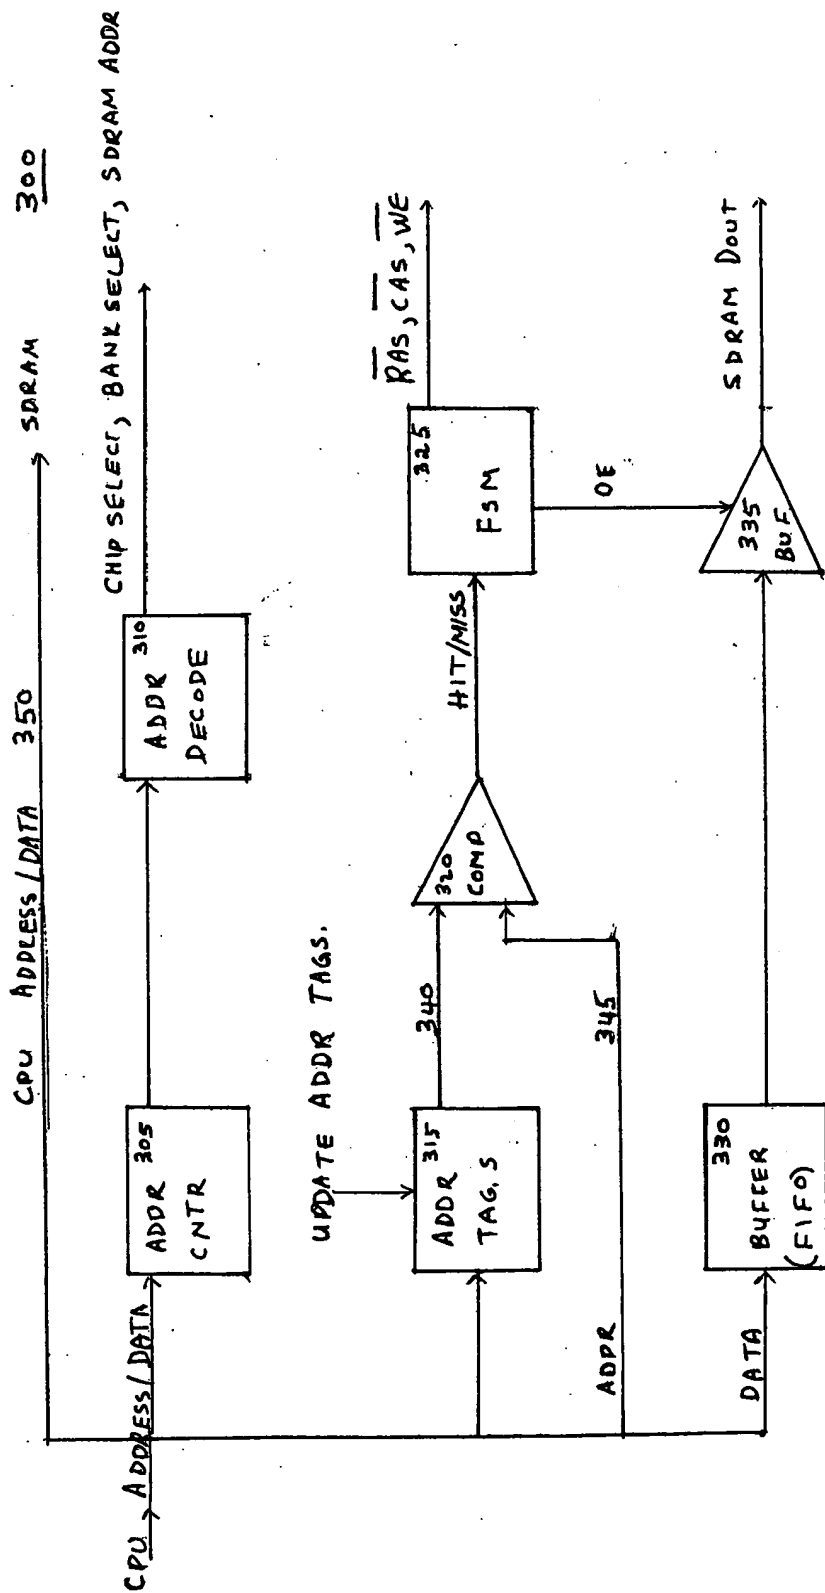 300
CPU ADDRESS/DATA 350
SDRAM
CPU ADDRESS/DATA
305
ADDR
CNTR
310
ADDR
DECODE
CHIP SELECT, BANK SELECT, SDRAM ADDR
UPDATE ADDR TAGS.
315
ADDR
TAGS
340
320
COMP
HIT/MISS
325
FSM
RAS, CAS, WE
ADDR
345
OE
DATA
330
BUFFER
(FIFO)
335
BUF
SDRAM DOUT